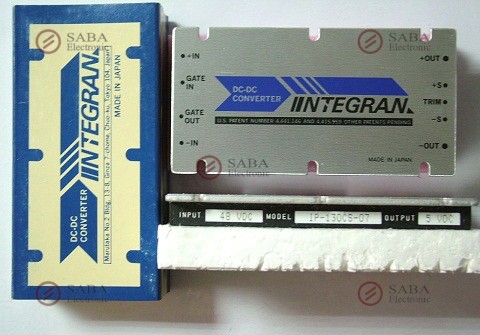 SABA
Electronic
DC-DC
CONVERTER
INTEGRAN
MADE IN JAPAN
Marutaka No.2 Bldg. 13-8, Ginza 7-chome, Chuo-ku, Tokyo 104, Japan
+IN
GATE
IN
GATE
OUT
-IN
DC-DC
CONVERTER
INTEGRAN
U.S. PATENT NUMBER 4,441,146 AND 4,415,959 OTHER PATENTS PENDING
MADE IN JAPAN
+OUT
+S
TRIM
-S
-OUT
SABA
Electronic
SABA
Electronic
INPUT 48 VDC MODEL IP-130CS-07 OUTPUT 5 VDC
SABA
Electronic
SABA
Electronic